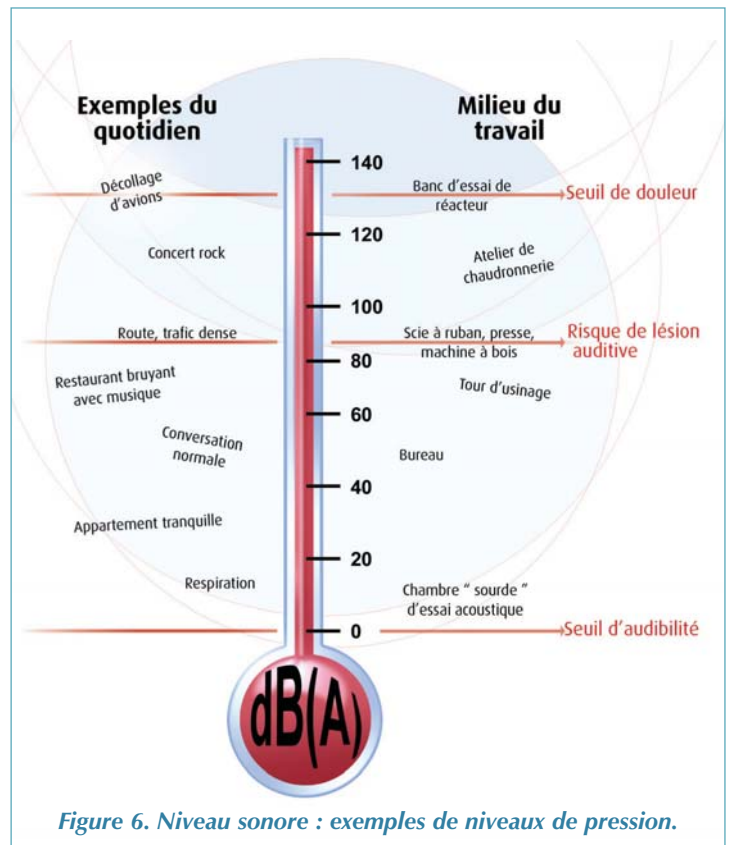 Exemples du
quotidien
Milieu du
travail
140
Décollage
d'avions
Banc d'essai de
réacteur
Seuil de douleur
120
Concert rock
Atelier de
chaudronnerie
100
Route, trafic dense
Scie à ruban, presse,
machine à bois
Risque de lésion
auditive
80
Restaurant bruyant
avec musique
Tour d'usinage
60
Conversation
normale
Bureau
40
Appartement tranquille
20
Respiration
Chambre " sourde "
d'essai acoustique
0
Seuil d'audibilité
dB(A)
Figure 6. Niveau sonore : exemples de niveaux de pression.